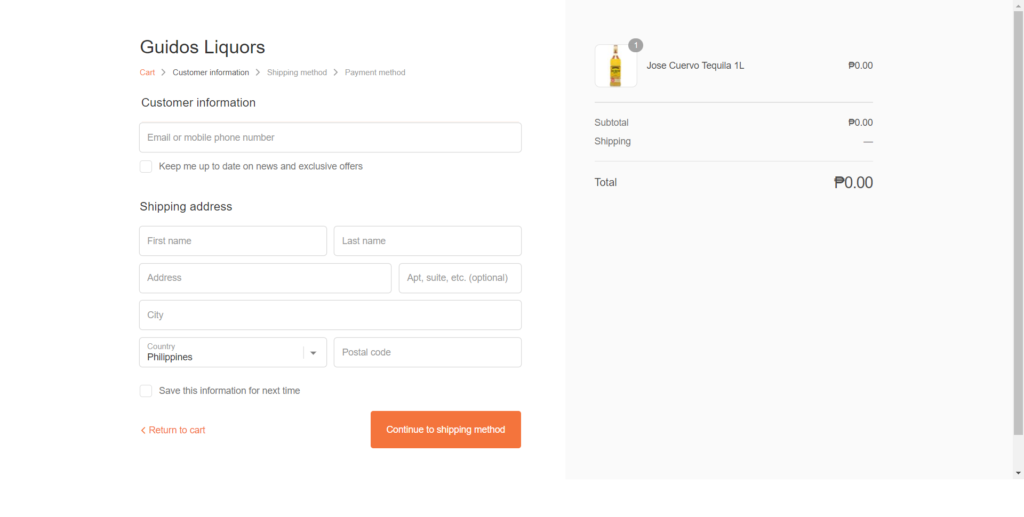 Guidos Liquors
Cart > Customer information > Shipping method > Payment method
Customer information
Email or mobile phone number
Keep me up to date on news and exclusive offers
Shipping address
First name
Last name
Address
Apt, suite, etc. (optional)
City
Country
Philippines
Postal code
Save this information for next time
< Return to cart
Continue to shipping method
1
Jose Cuervo Tequila 1L
₱0.00
Subtotal
₱0.00
Shipping
—
Total
₱0.00